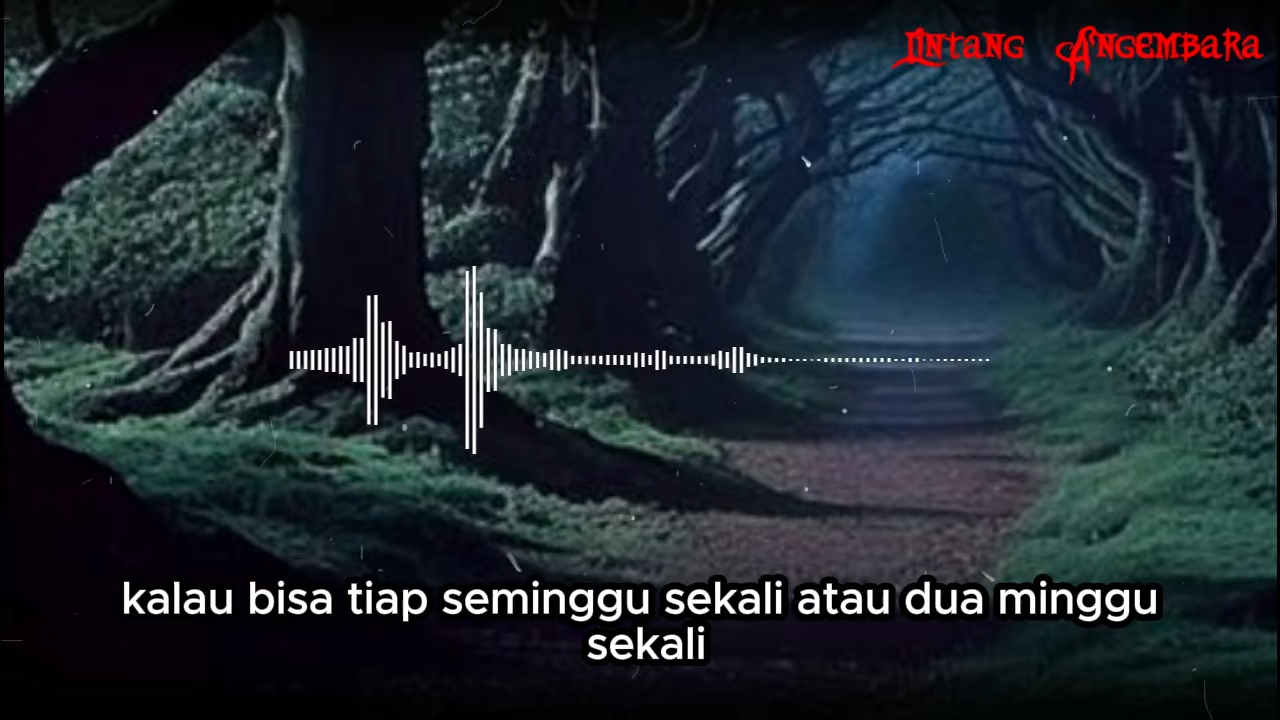 Lintang Angembara
kalau bisa tiap seminggu sekali atau dua minggu
sekali